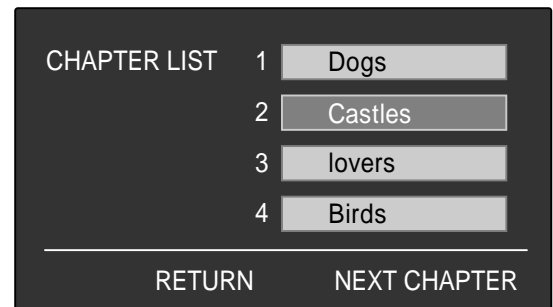 CHAPTER LIST 1 Dogs
2 Castles
3 lovers
4 Birds
RETURN NEXT CHAPTER